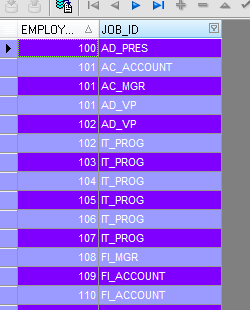 EMPLOY... JOB_ID
100 AD_PRES
101 AC_ACCOUNT
101 AC_MGR
101 AD_VP
102 AD_VP
102 IT_PROG
103 IT_PROG
104 IT_PROG
105 IT_PROG
106 IT_PROG
107 IT_PROG
108 FI_MGR
109 FI_ACCOUNT
110 FI_ACCOUNT